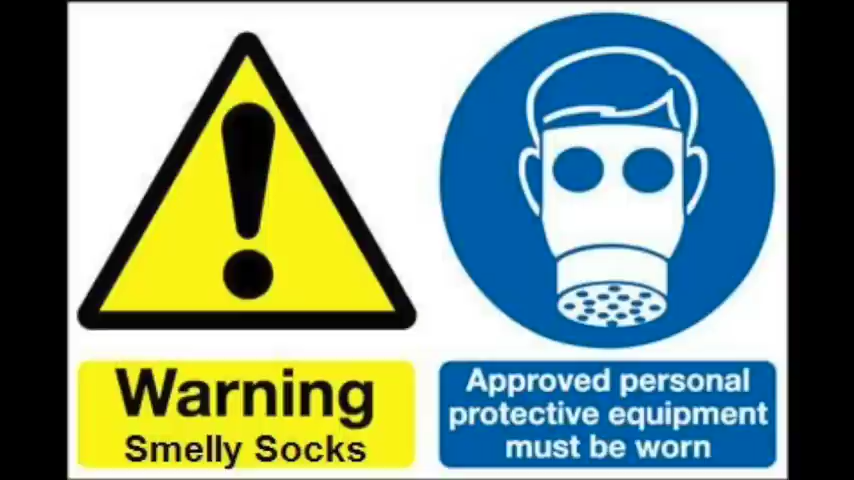 Warning
Smelly Socks
Approved personal
protective equipment
must be worn